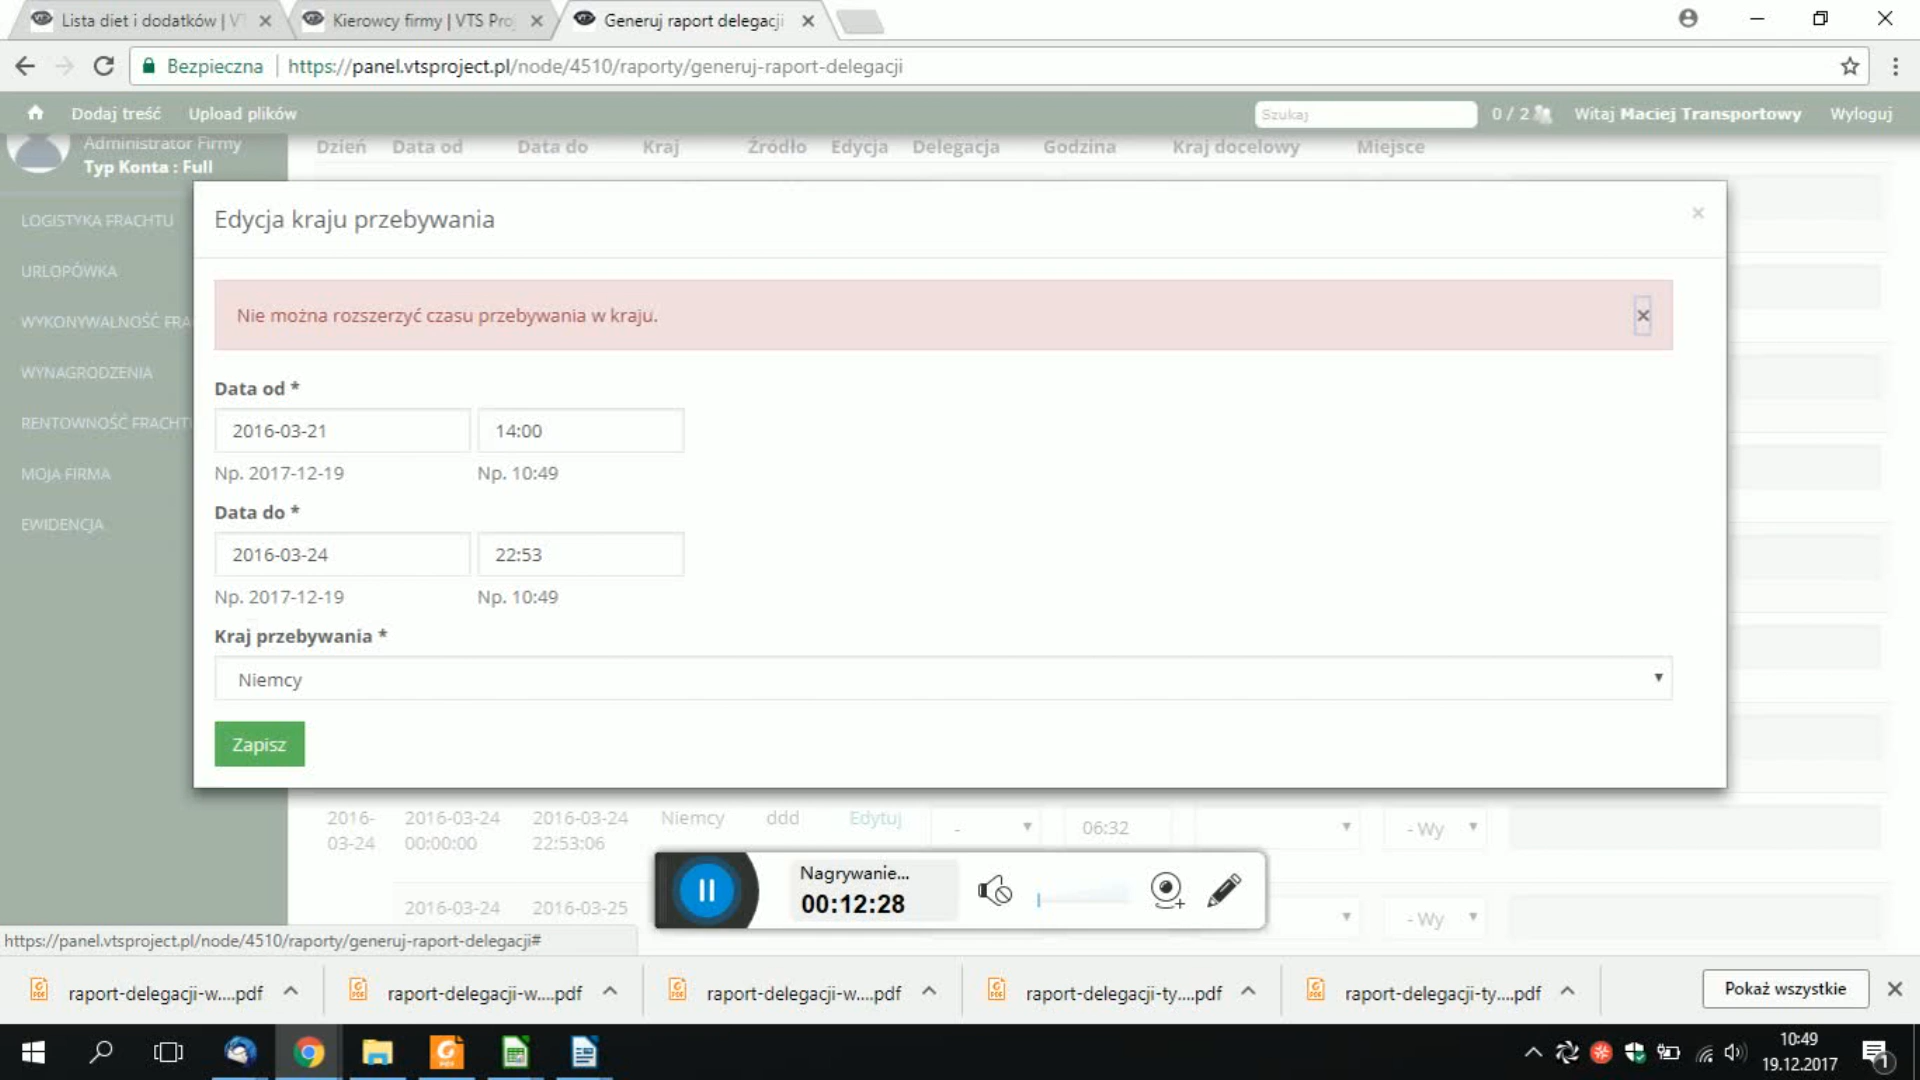 Lista diet i dodatków | V
Kierowcy firmy | VTS Pro
Generuj raport delegacji
Bezpieczna
https://panel.vtsproject.pl/node/4510/raporty/generuj-raport-delegacji
Dodaj treść
Upload plików
Szukaj
0 / 2
Witaj Maciej Transportowy
Wyloguj
Administrator Firmy
Typ Konta : Full
Dzień
Data od
Data do
Kraj
Źródło
Edycja
Delegacja
Godzina
Kraj docelowy
Miejsce
LOGISTYKA FRACHTU
URLOPÓWKA
WYKONYWALNOŚĆ FRA
WYNAGRODZENIA
RENTOWNOŚĆ FRACHT
MOJA FIRMA
EWIDENCJA
Edycja kraju przebywania
Nie można rozszerzyć czasu przebywania w kraju.
Data od *
2016-03-21
14:00
Np. 2017-12-19
Np. 10:49
Data do *
2016-03-24
22:53
Np. 2017-12-19
Np. 10:49
Kraj przebywania *
Niemcy
Zapisz
2016-
03-24
2016-03-24
00:00:00
2016-03-24
22:53:06
Niemcy
ddd
Edytuj
-
06:32
- Wy
2016-03-24
2016-03-25
- Wy
Nagrywanie...
00:12:28
https://panel.vtsproject.pl/node/4510/raporty/generuj-raport-delegacji#
raport-delegacji-w....pdf
raport-delegacji-w....pdf
raport-delegacji-w....pdf
raport-delegacji-ty....pdf
raport-delegacji-ty....pdf
Pokaż wszystkie
10:49
19.12.2017
1